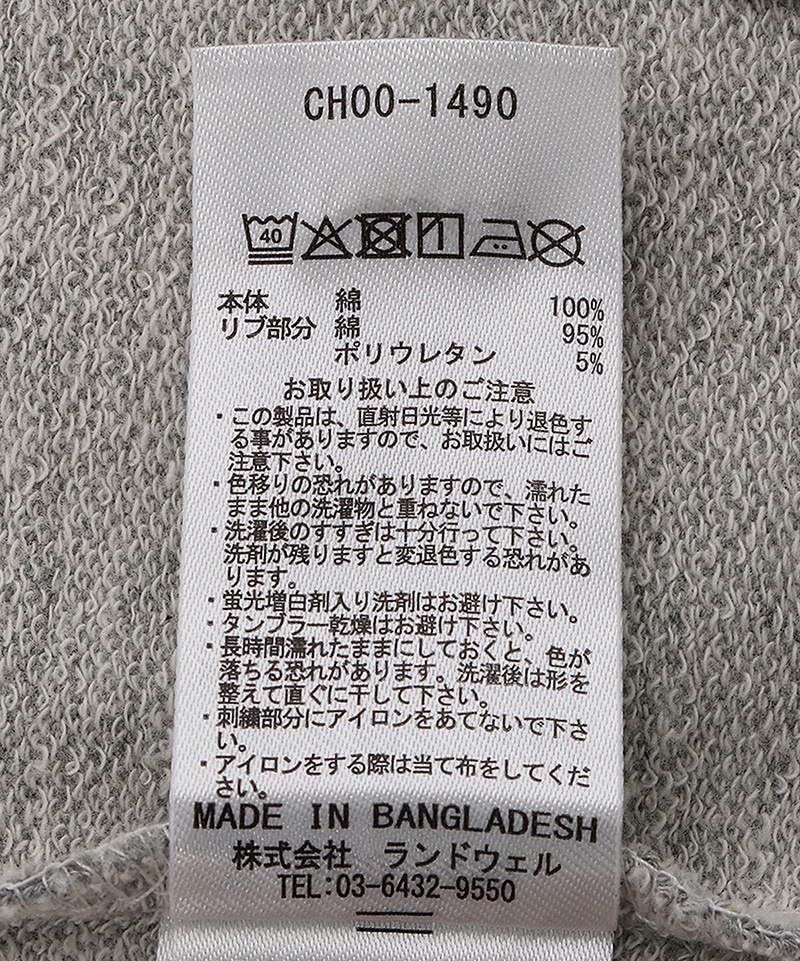 CH00-1490
40
本体 綿 100%
リブ部分 綿 95%
ポリウレタン 5%
お取り扱い上のご注意
・この製品は、直射日光等により退色す
る事がありますので、お取扱いにはご
注意下さい。
・色移りの恐れがありますので、濡れた
まま他の洗濯物と重ねないで下さい。
・洗濯後のすすぎは十分行って下さい。
洗剤が残りますと変退色する恐れがあ
ります。
・蛍光増白剤入り洗剤はお避け下さい。
・タンブラー乾燥はお避け下さい。
・長時間濡れたままにしておくと、色が
落ちる恐れがあります。洗濯後は形を
整えて直ぐに干して下さい。
・刺繍部分にアイロンをあてないで下さ
い。
・アイロンをする際は当て布をしてくだ
さい。
MADE IN BANGLADESH
株式会社 ランドウェル
TEL:03-6432-9550